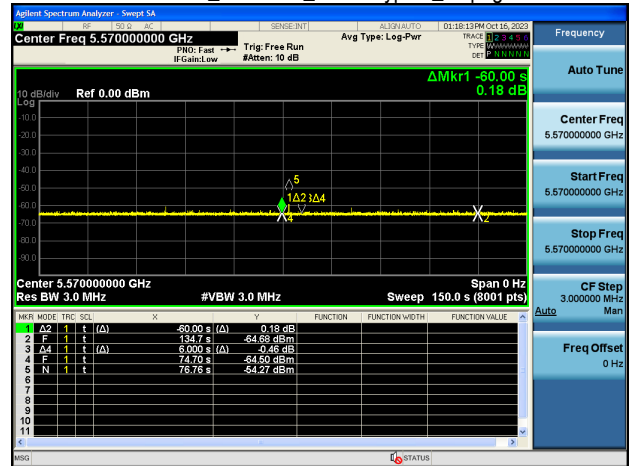 Agilent Spectrum Analyzer - Swept SA
RF 50 Ω AC SENSE:INT ALIGN AUTO 01:18:13 PM Oct 16, 2023
Center Freq 5.570000000 GHz
PNO: Fast
IFGain:Low
Trig: Free Run
#Atten: 10 dB
Avg Type: Log-Pwr
TRACE 1 2 3 4 5 6
TYPE
DET P N N N N N
ΔMkr1 -60.00 s
0.18 dB
10 dB/div Ref 0.00 dBm
Log
-10.0
-20.0
-30.0
-40.0
-50.0
-60.0
-70.0
-80.0
-90.0
5
1Δ2 3Δ4
4
2
Center 5.570000000 GHz Span 0 Hz
Res BW 3.0 MHz #VBW 3.0 MHz Sweep 150.0 s (8001 pts)
MKR MODE TRC SCL X Y FUNCTION FUNCTION WIDTH FUNCTION VALUE
1 Δ2 1 t (Δ) -60.00 s (Δ) 0.18 dB
2 F 1 t 134.7 s -64.68 dBm
3 Δ4 1 t (Δ) 6.000 s (Δ) -0.46 dB
4 F 1 t 74.70 s -64.50 dBm
5 N 1 t 76.76 s -54.27 dBm
6
7
8
9
10
11
MSG STATUS
Frequency
Auto Tune
Center Freq
5.570000000 GHz
Start Freq
5.570000000 GHz
Stop Freq
5.570000000 GHz
CF Step
3.000000 MHz
Auto Man
Freq Offset
0 Hz